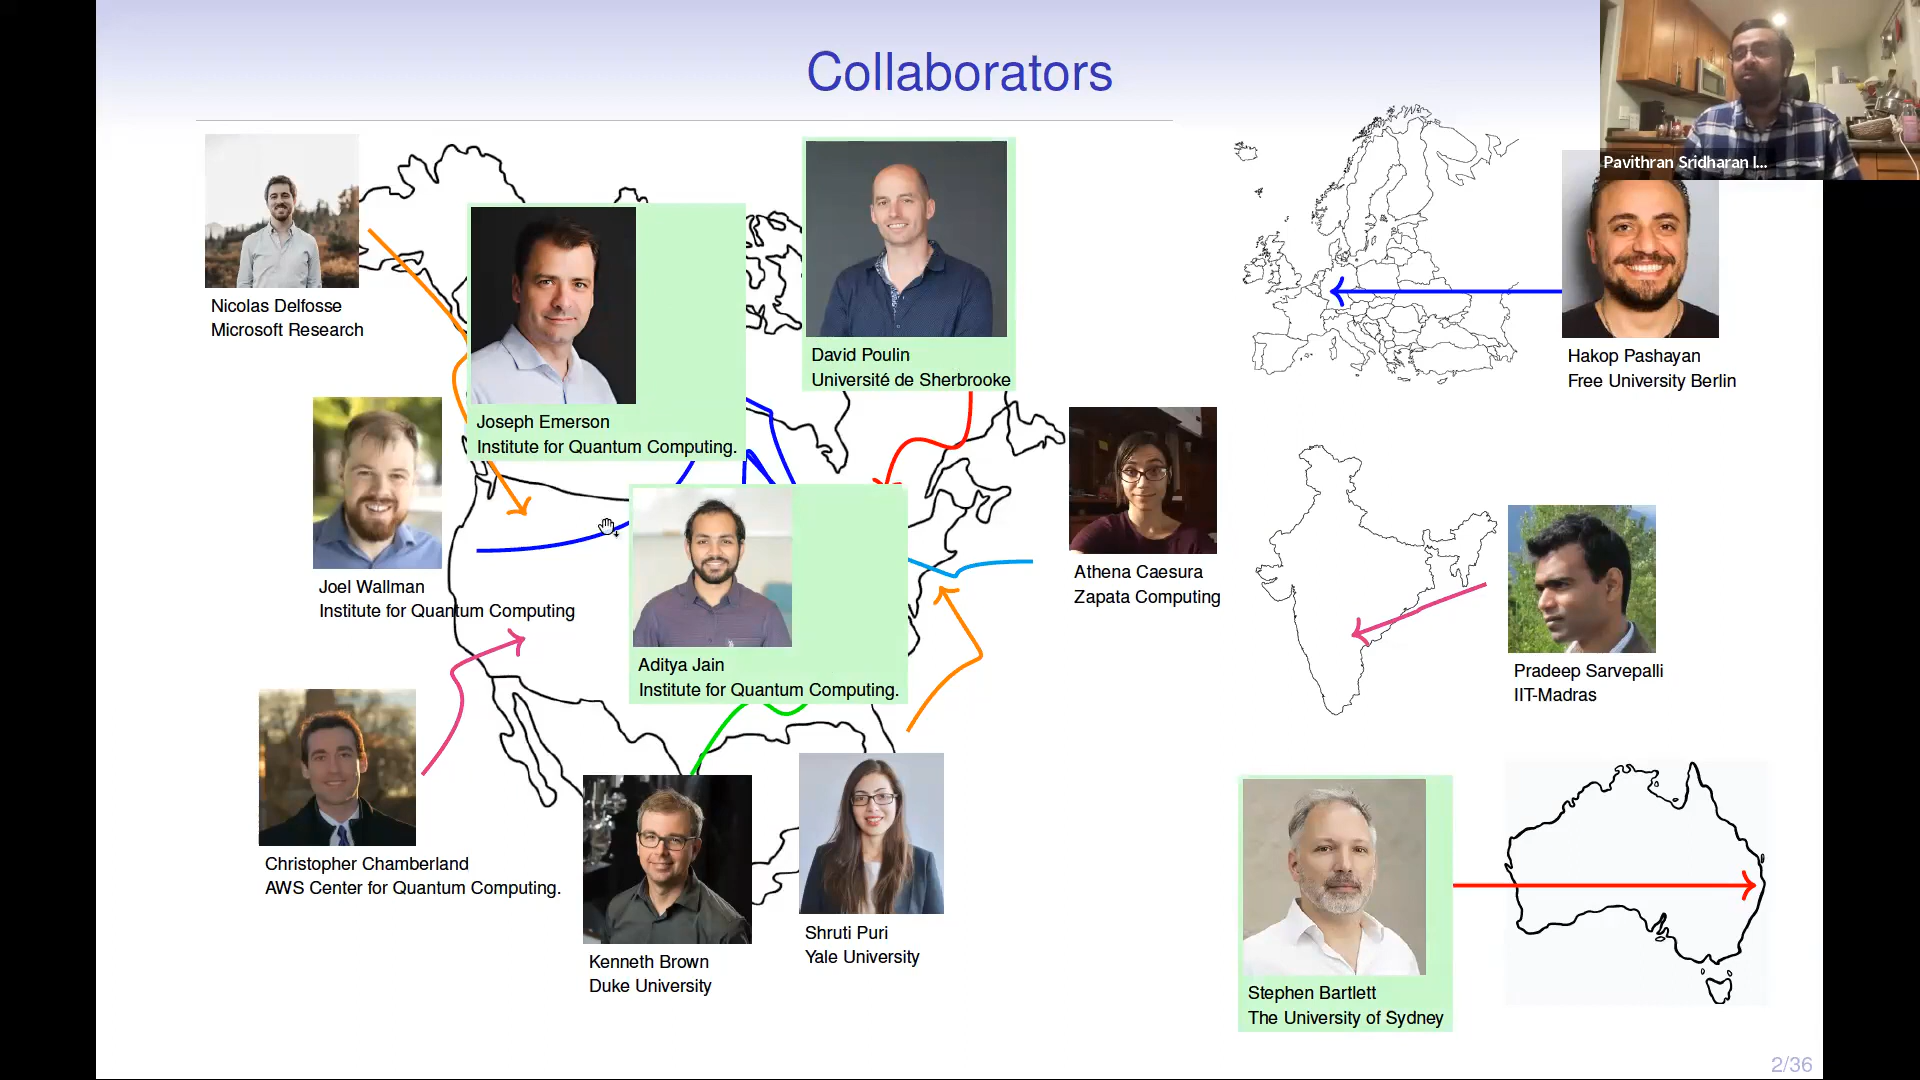 Collaborators
Pavithran Sridharan I...
Nicolas Delfosse
Microsoft Research
Joseph Emerson
Institute for Quantum Computing.
David Poulin
Université de Sherbrooke
Hakop Pashayan
Free University Berlin
Joel Wallman
Institute for Quantum Computing
Aditya Jain
Institute for Quantum Computing.
Athena Caesura
Zapata Computing
Pradeep Sarvepalli
IIT-Madras
Christopher Chamberland
AWS Center for Quantum Computing.
Kenneth Brown
Duke University
Shruti Puri
Yale University
Stephen Bartlett
The University of Sydney
2/36